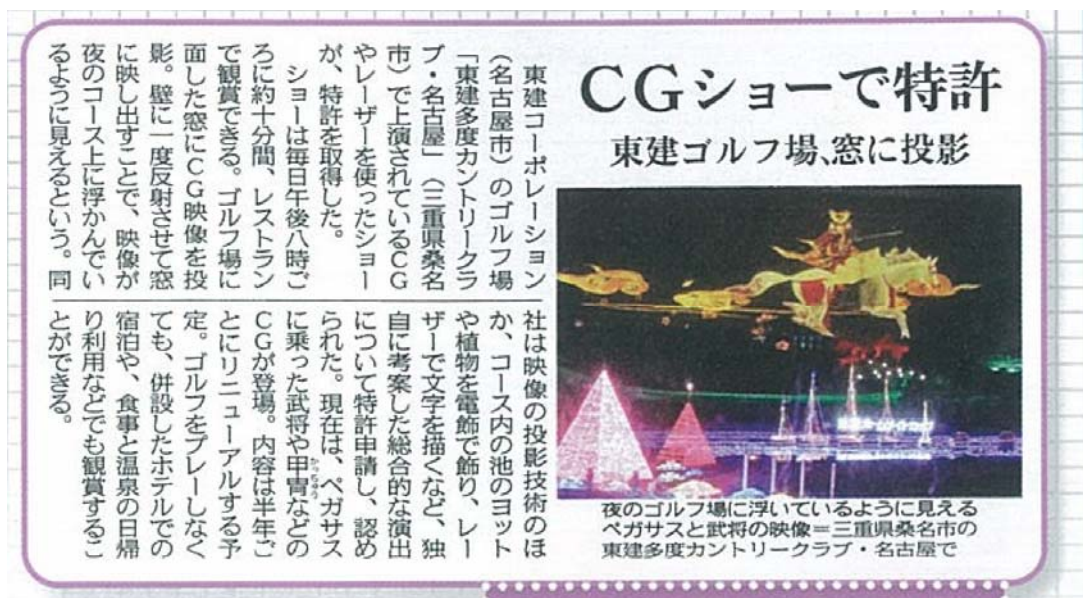 CGショーで特許
東建ゴルフ場、窓に投影
東建コーポレーション
(名古屋市)のゴルフ場
「東建多度カントリークラ
ブ・名古屋」(三重県桑名
市)で上演されているCG
やレーザーを使ったショー
が、特許を取得した。
ショーは毎日午後八時ご
ろに約十分間、レストラン
で観賞できる。ゴルフ場に
面した窓にCG映像を投
影。壁に一度反射させて窓
に映し出すことで、映像が
夜のコース上に浮かんでい
るように見えるという。同
社は映像の投影技術のほ
か、コース内の池のヨット
や植物を電飾で飾り、レー
ザーで文字を描くなど、独
自に考案した総合的な演出
について特許申請し、認め
られた。現在は、ペガサス
に乗った武将や甲冑などの
かっちゅう
CGが登場。内容は半年ご
とにリニューアルする予
定。ゴルフをプレーしなく
ても、併設したホテルでの
宿泊や、食事と温泉の日帰
り利用などでも観賞するこ
とができる。
夜のゴルフ場に浮いているように見える
ペガサスと武将の映像=三重県桑名市の
東建多度カントリークラブ・名古屋で